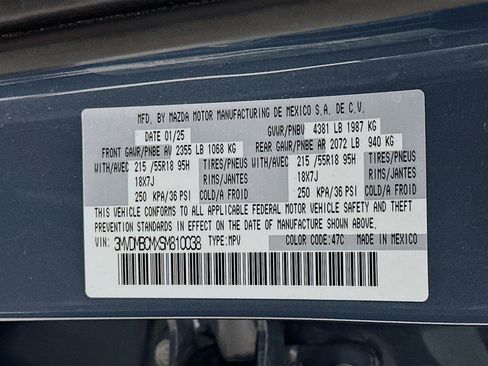 MFD. BY MAZDA MOTOR MANUFACTURING DE MEXICO S.A. DE C.V.
DATE 01/25 GVWR/PNBV 4381 LB 1987 KG
FRONT GAWR/PNBE AV 2355 LB 1068 KG REAR GAWR/PNBE AR 2072 LB 940 KG
WITH/AVEC 215 /55R18 95H TIRES/PNEUS WITH/AVEC 215 /55R18 95H TIRES/PNEUS
18X7J RIMS/JANTES 18X7J RIMS/JANTES
250 KPA/36 PSI COLD/A FROID 250 KPA/36 PSI COLD/A FROID
THIS VEHICLE CONFORMS TO ALL APPLICABLE FEDERAL MOTOR VEHICLE SAFETY AND THEFT
PREVENTION STANDARDS IN EFFECT ON THE DATE OF MANUFACTURE SHOWN ABOVE.
VIN: 3MVDMBCMXSM810038 TYPE:MPV COLOR CODE:47C MADE IN MEXICO